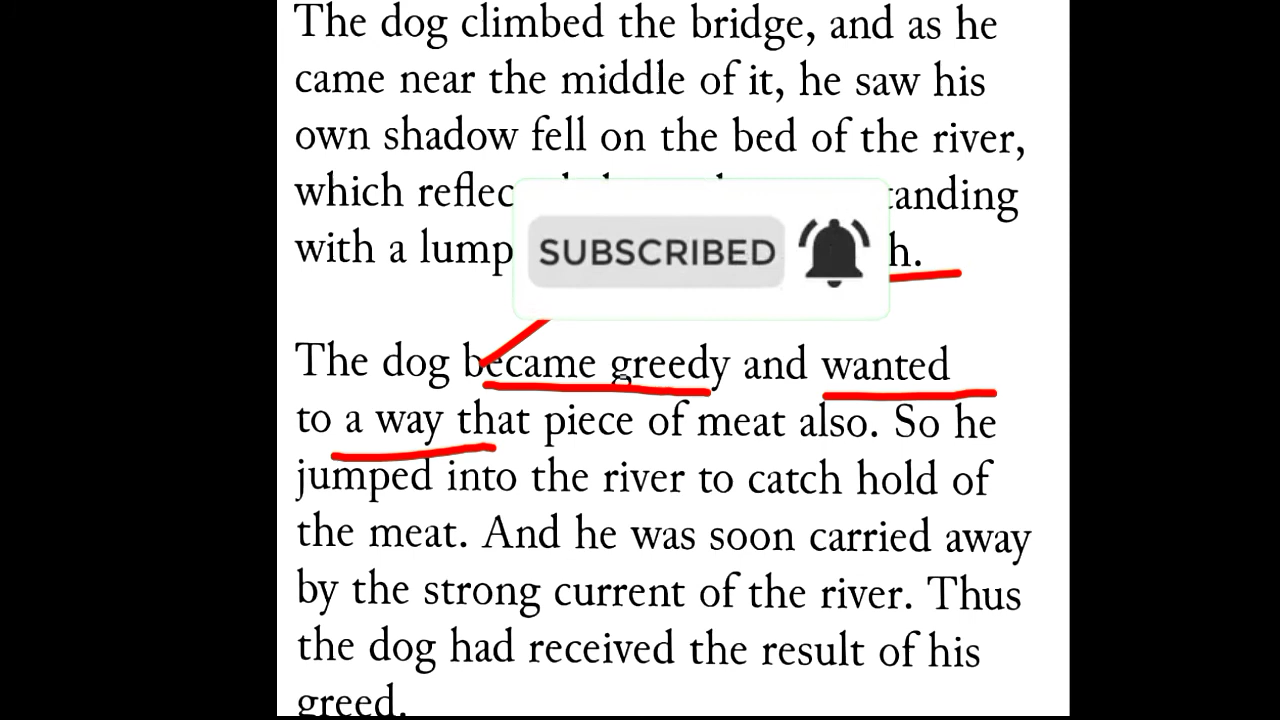 The dog climbed the bridge, and as he
came near the middle of it, he saw his
own shadow fell on the bed of the river,
which
with a lump
SUBSCRIBED
The dog became greedy and wanted
to a way that piece of meat also. So he
jumped into the river to catch hold of
the meat. And he was soon carried away
by the strong current of the river. Thus
the dog had received the result of his
greed.